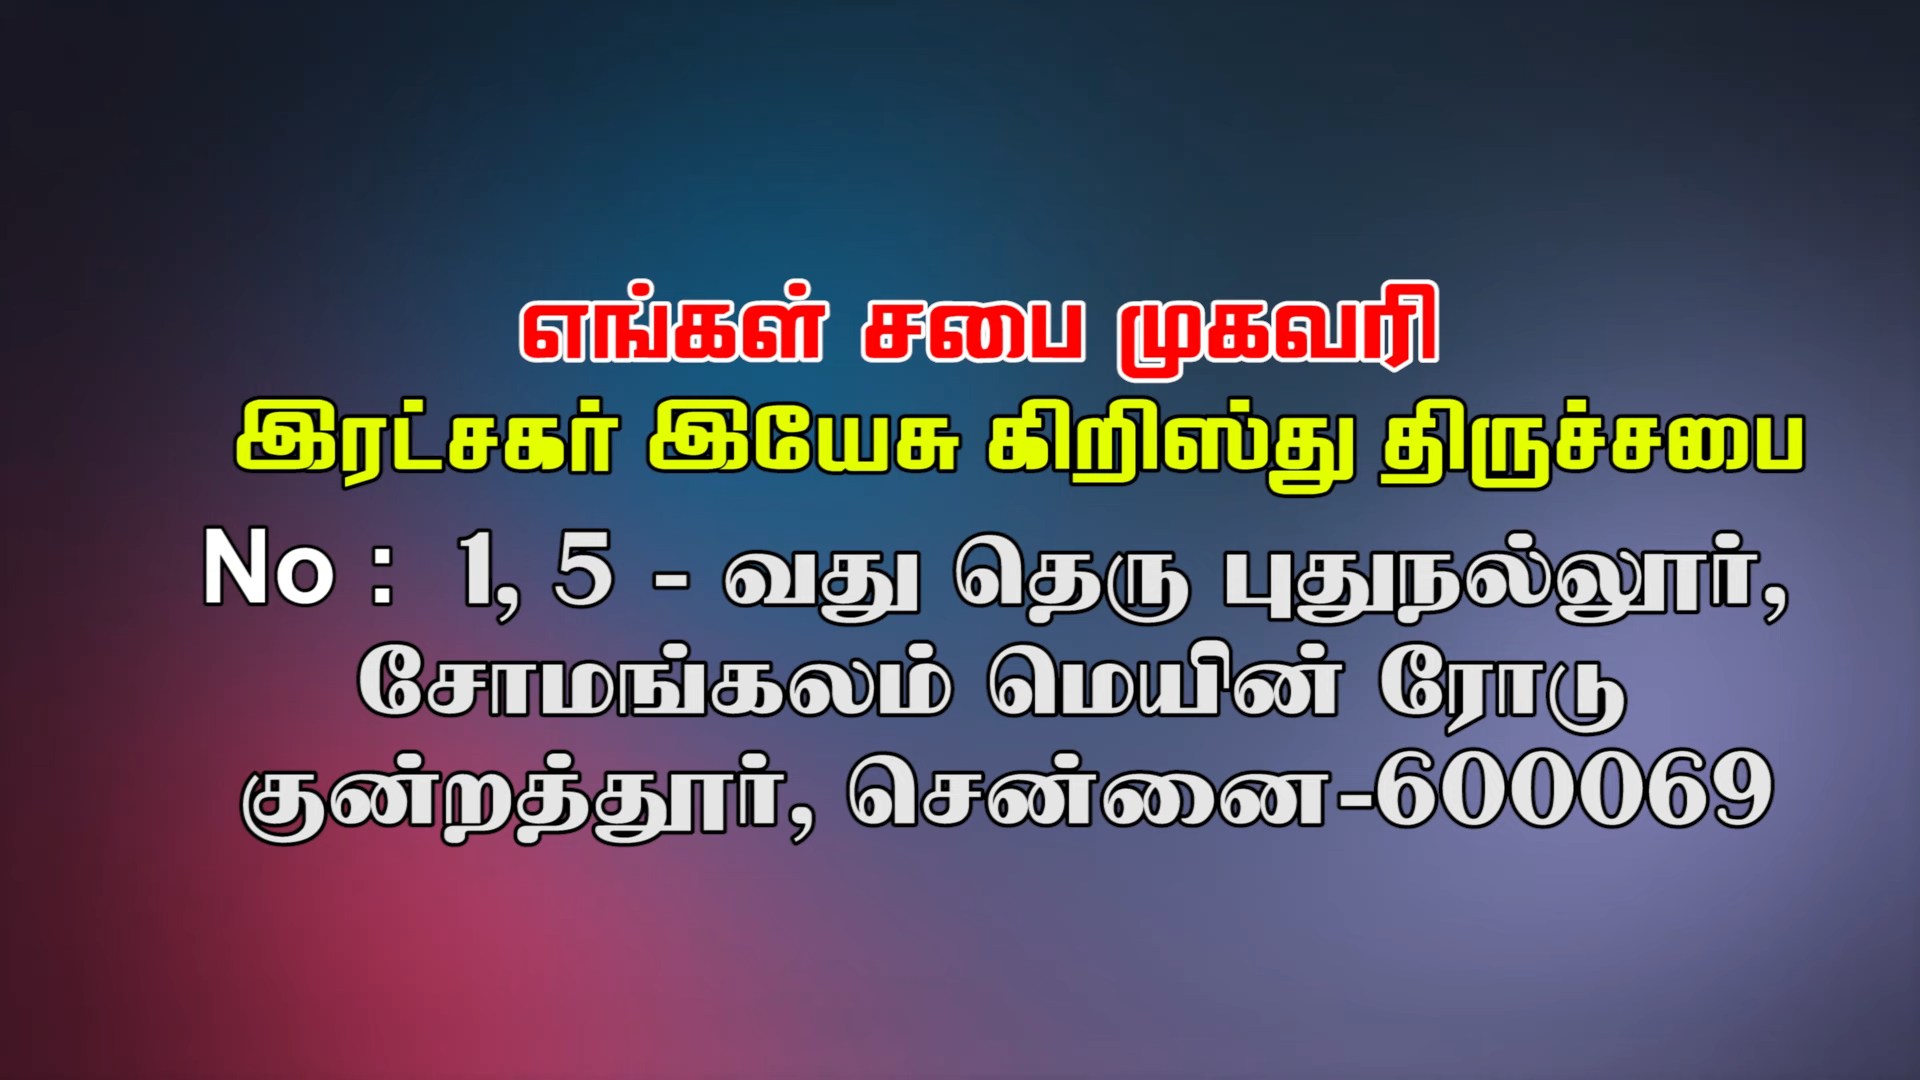 எங்கள் சபை முகவரி
இரட்சகர் இயேசு கிறிஸ்து திருச்சபை
No : 1, 5 - வது தெரு புதுநல்லூர்,
சோமங்கலம் மெயின் ரோடு
குன்றத்தூர், சென்னை-600069